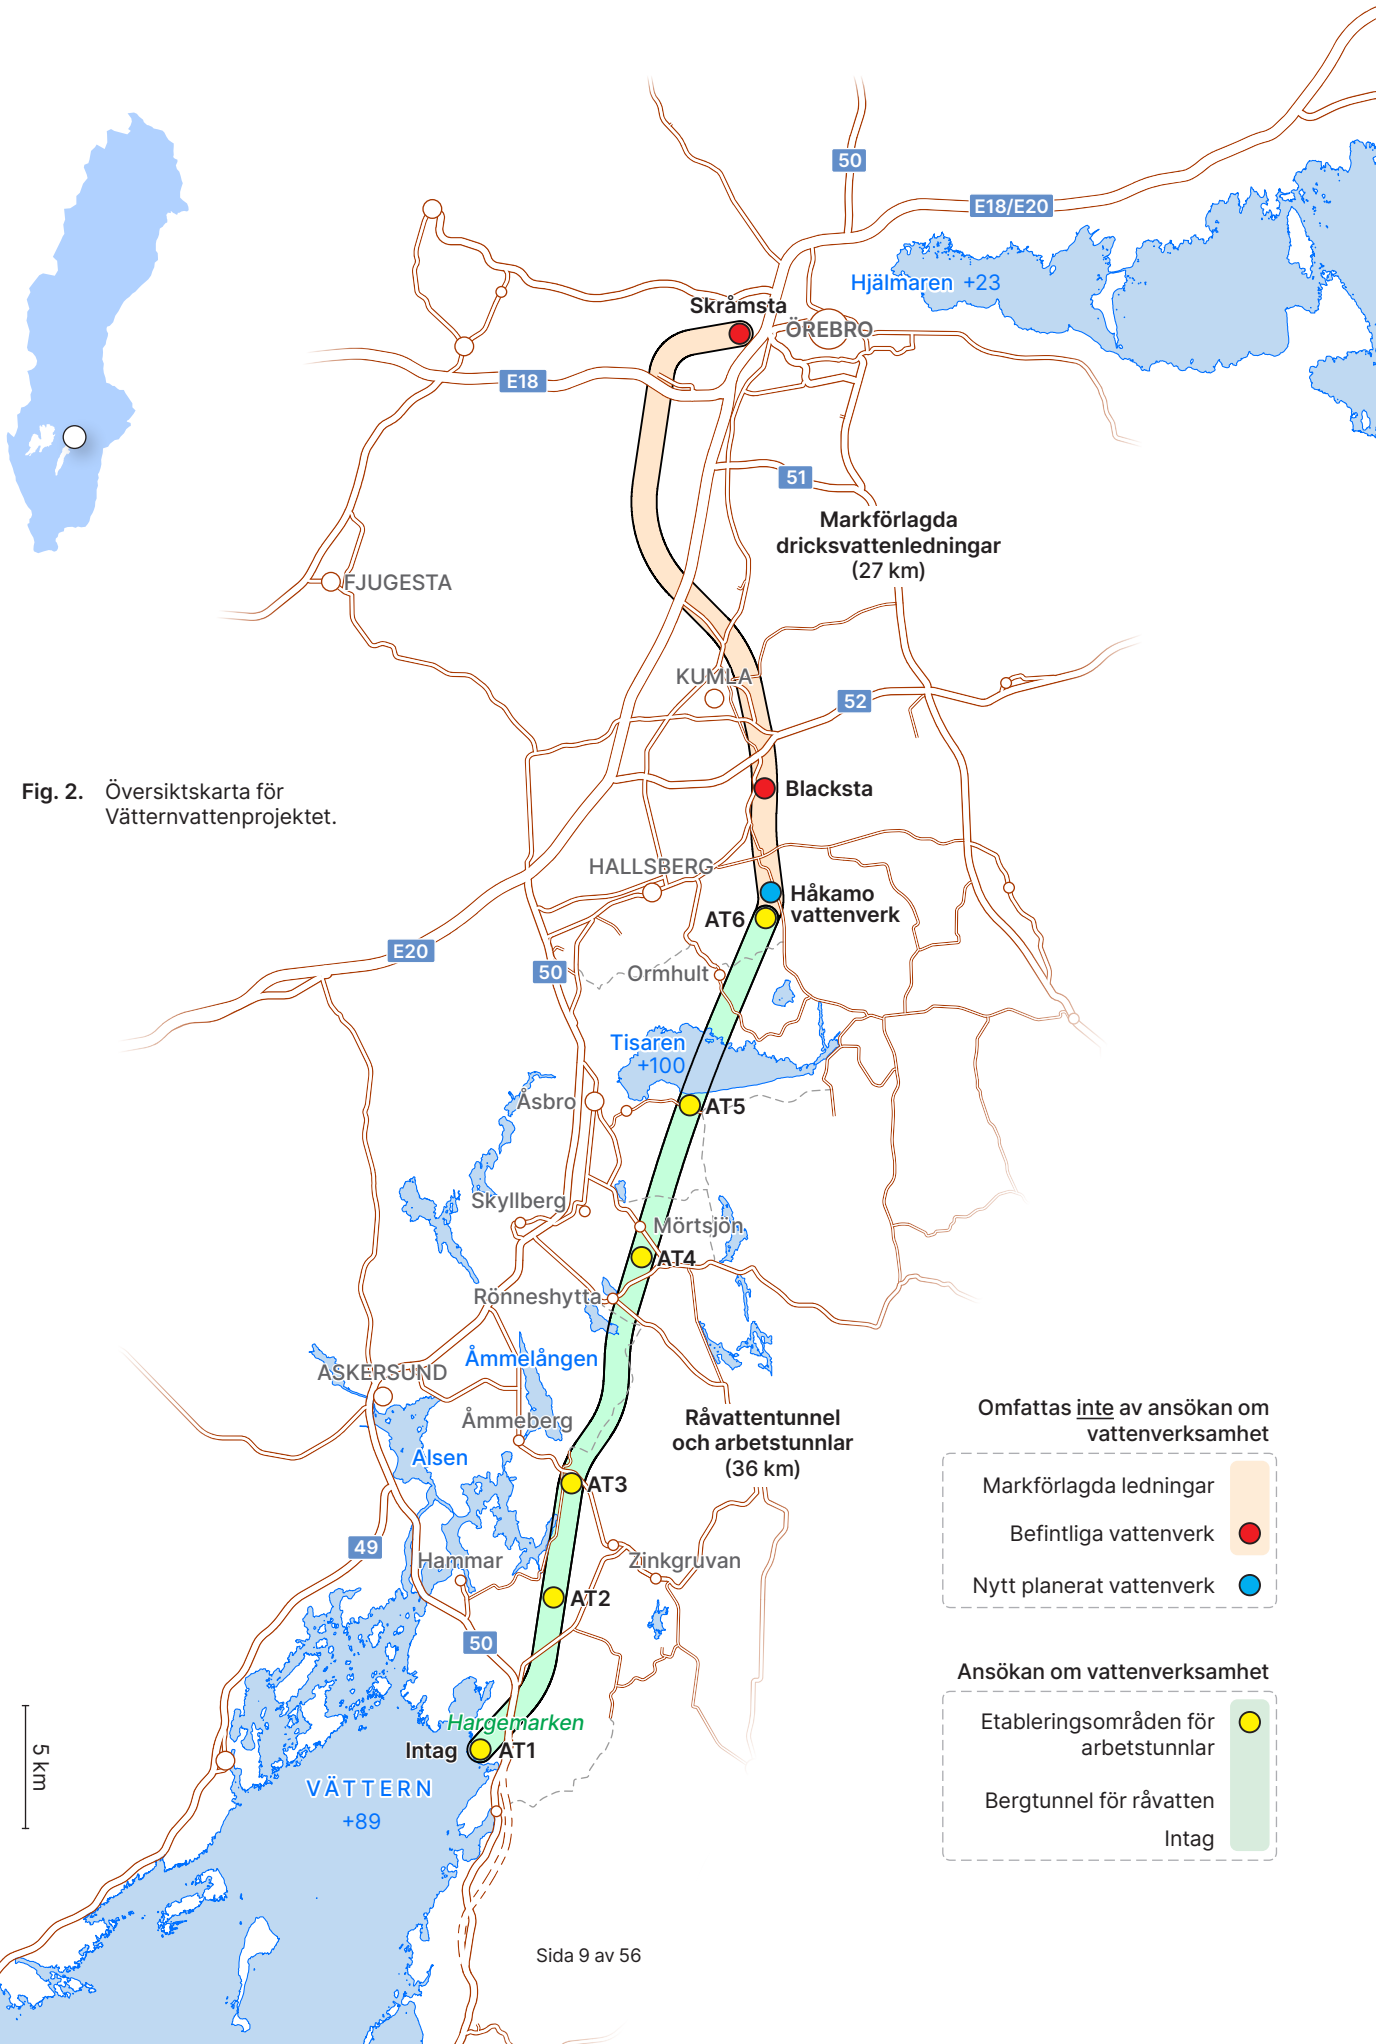 50
E18/E20
Hjälmaren +23
Skråmsta
ÖREBRO
E18
51
Markförlagda
dricksvattenledningar
(27 km)
FJUGESTA
KUMLA
52
Fig. 2. Översiktskarta för
Vätternvattenprojektet.
Blacksta
HALLSBERG
Håkamo
vattenverk
AT6
E20
50
Ormhult
Tisaren
+100
Åsbro
AT5
Skyllberg
Mörtsjön
AT4
Rönneshytta
Åmmelången
ASKERSUND
Åmmeberg
Råvattentunnel
och arbetstunnlar
(36 km)
Alsen
AT3
49
Hammar
Zinkgruvan
AT2
50
Hargemarken
Intag
AT1
VÄTTERN
+89
5 km
Omfattas inte av ansökan om
vattenverksamhet
Markförlagda ledningar
Befintliga vattenverk
Nytt planerat vattenverk
Ansökan om vattenverksamhet
Etableringsområden för
arbetstunnlar
Bergtunnel för råvatten
Intag
Sida 9 av 56